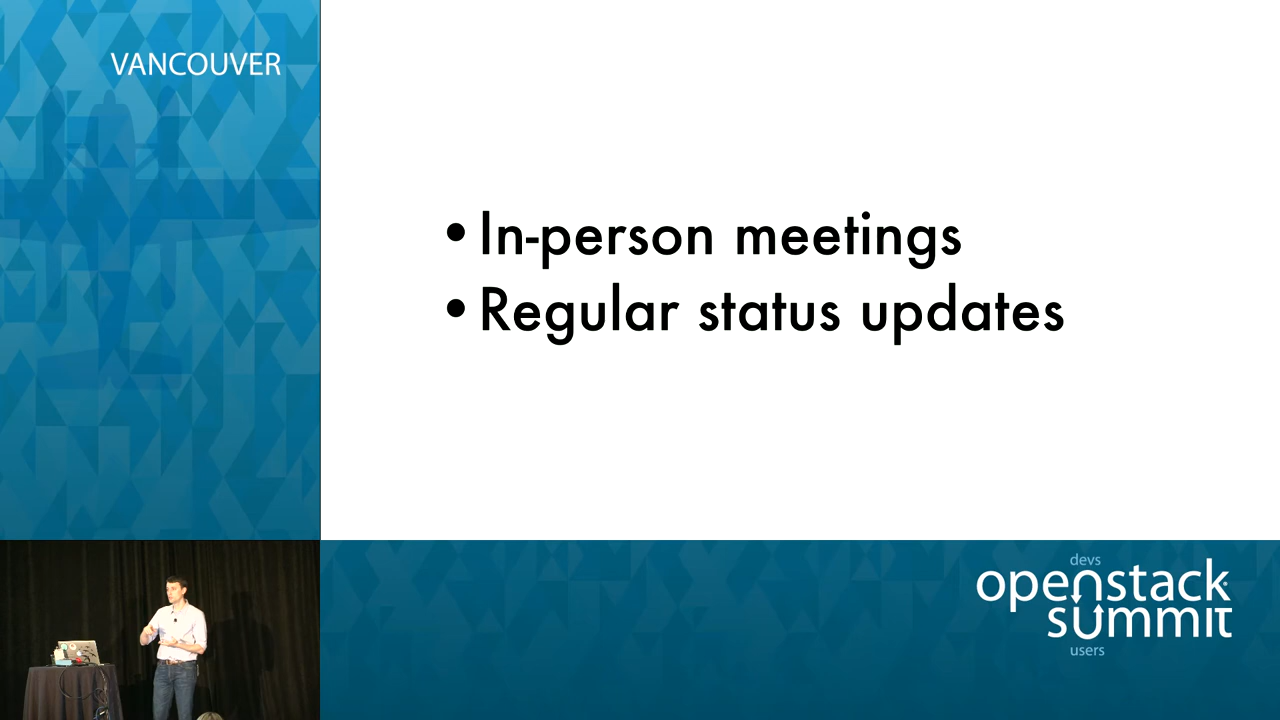 VANCOUVER
•In-person meetings
•Regular status updates
devs
openstack
summit
users